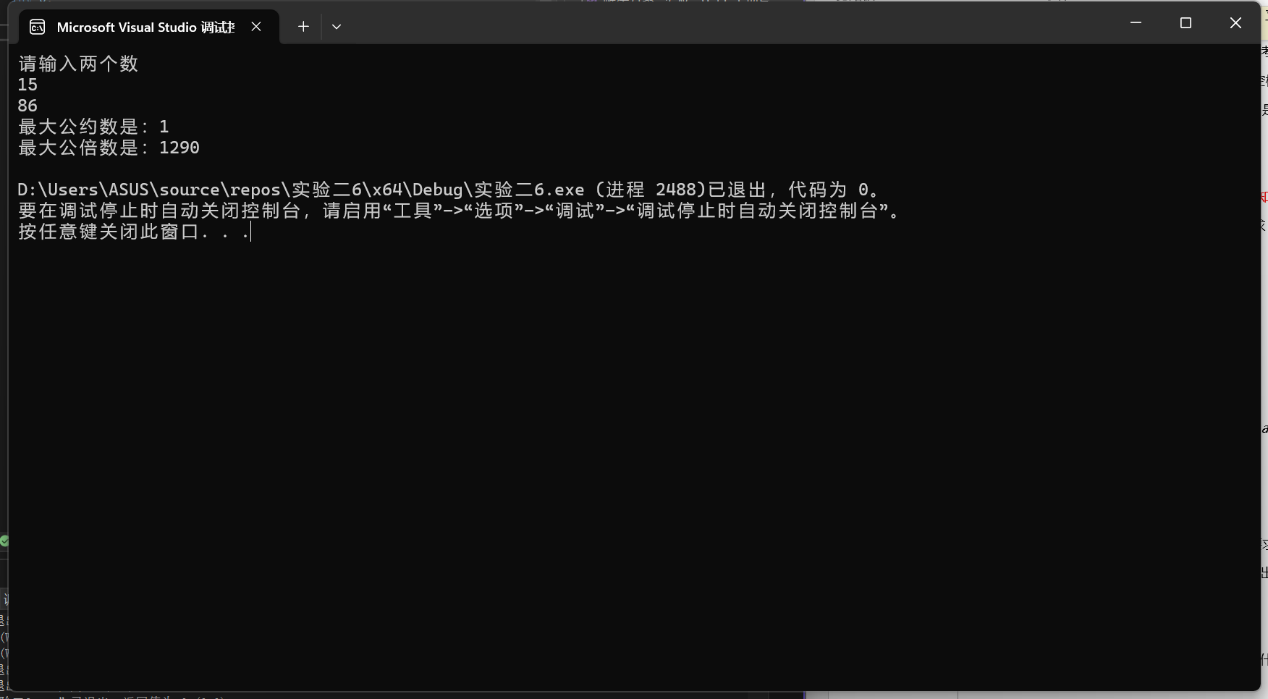 Microsoft Visual Studio 调试
请输入两个数
15
86
最大公约数是：1
最大公倍数是：1290
D:\Users\ASUS\source\repos\实验二6\x64\Debug\实验二6.exe (进程 2488)已退出，代码为 0。
要在调试停止时自动关闭控制台，请启用“工具”->“选项”->“调试”->“调试停止时自动关闭控制台”。
按任意键关闭此窗口. . .